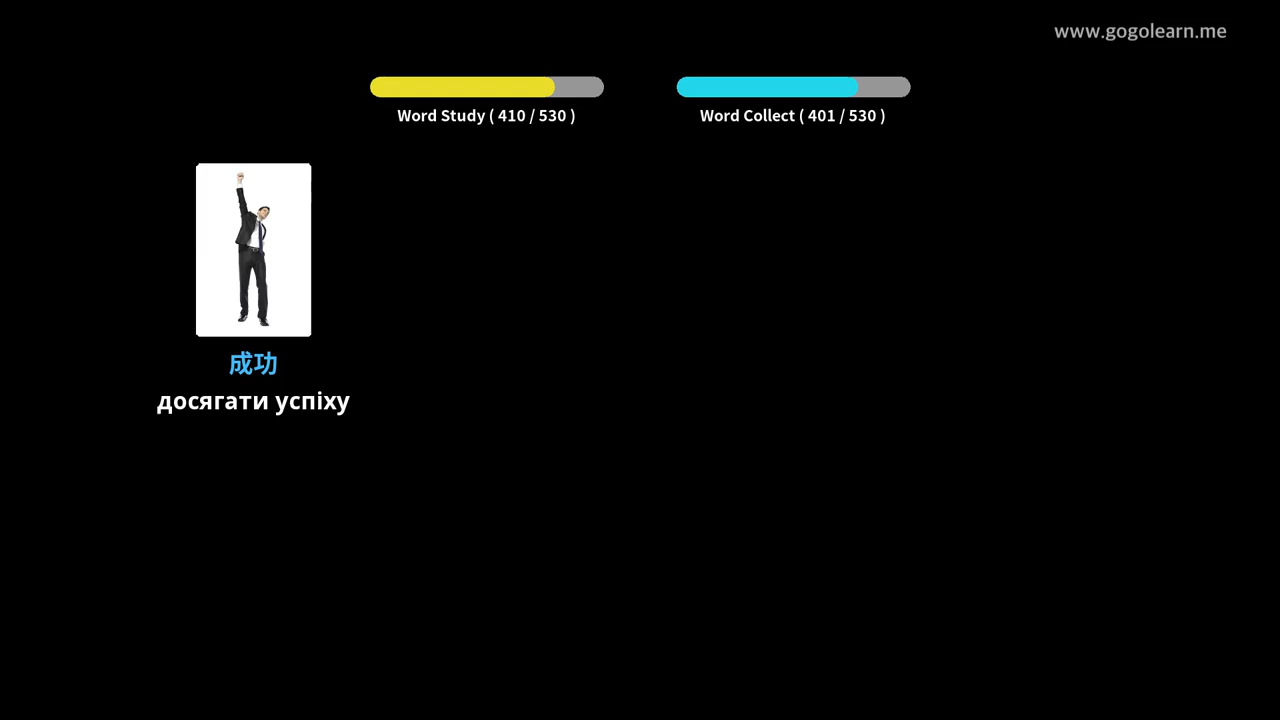 www.gogolearn.me
Word Study ( 410 / 530 )
Word Collect ( 401 / 530 )
成功
досягати успіху